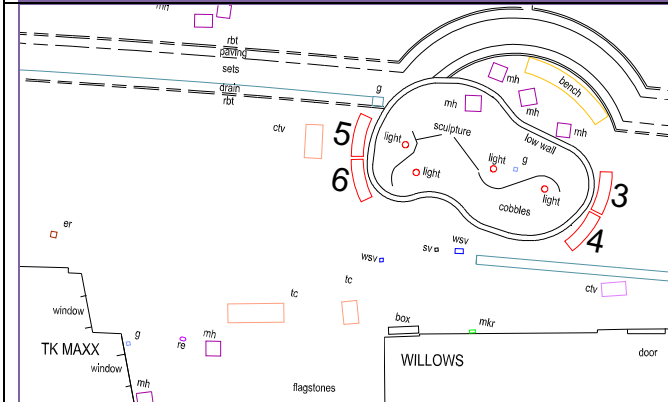 mh
rbt
paving
sets
drain
rbt
g
mh
bench
mh
mh
mh
ctv
5
light
sculpture
low wall
6
light
light
g
light
3
cobbles
4
er
wsv
sv
wsv
ctv
tc
tc
window
box
mkr
g
re
mh
TK MAXX
WILLOWS
door
window
mh
flagstones